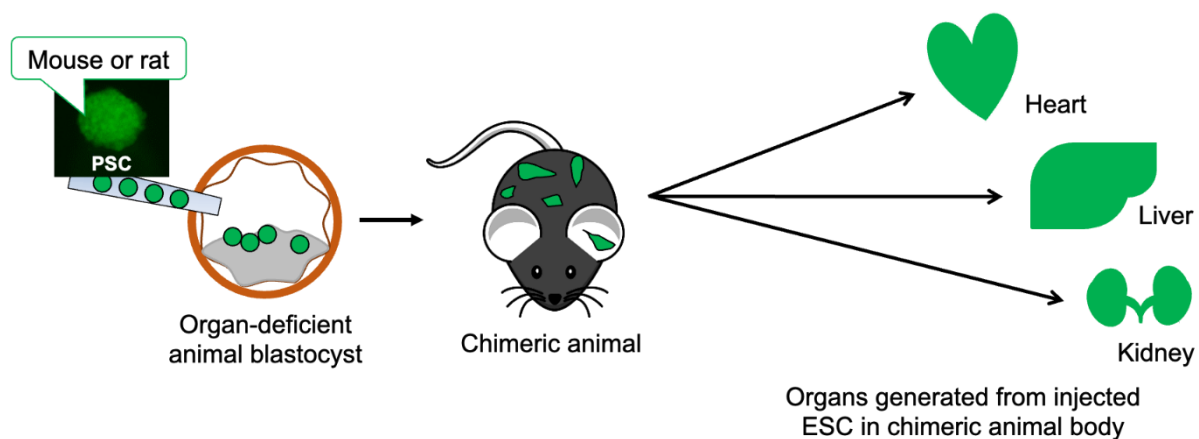 Mouse or rat
PSC
Organ-deficient
animal blastocyst
Chimeric animal
Heart
Liver
Kidney
Organs generated from injected
ESC in chimeric animal body